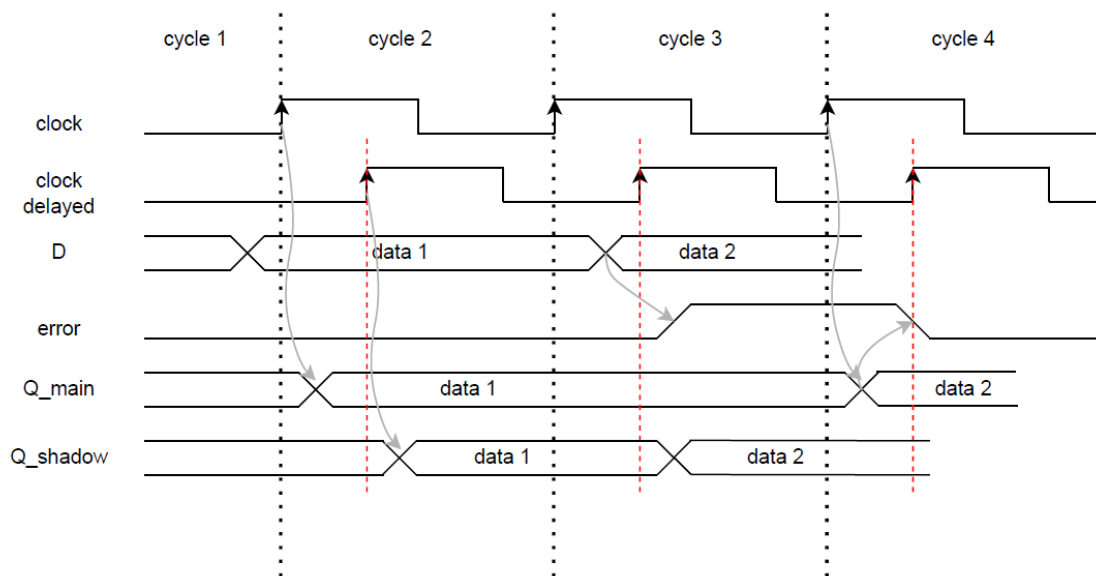 cycle 1 cycle 2 cycle 3 cycle 4
clock
clock
delayed
D data 1 data 2
error
Q_main data 1 data 2
Q_shadow data 1 data 2